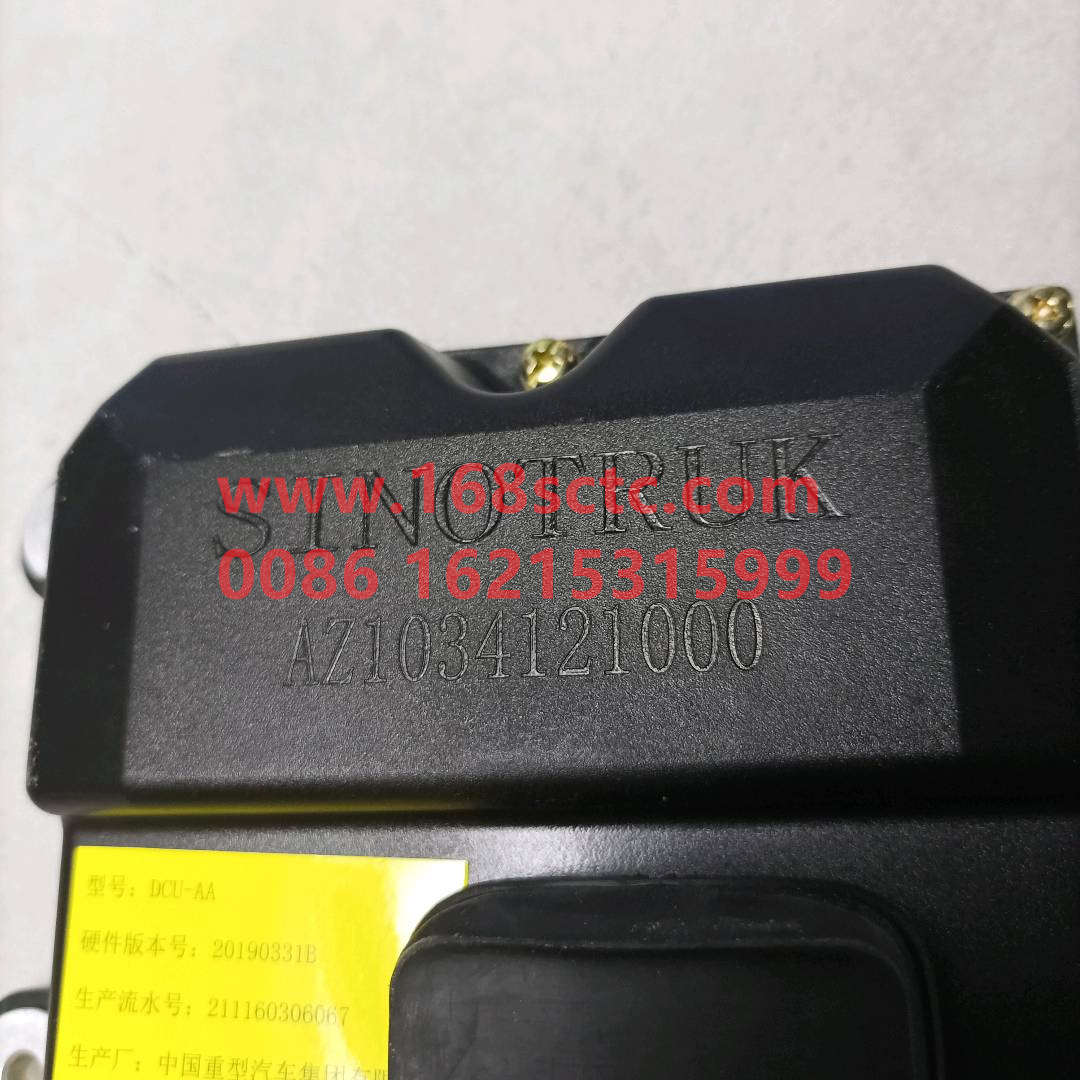 SINOTRUK
www.168sctc.com
0086 16215315999
AZ1034121000
型号: DCU-AA
硬件版本号: 20190331B
生产流水号: 211160306067
生产厂: 中国重型汽车集团有限